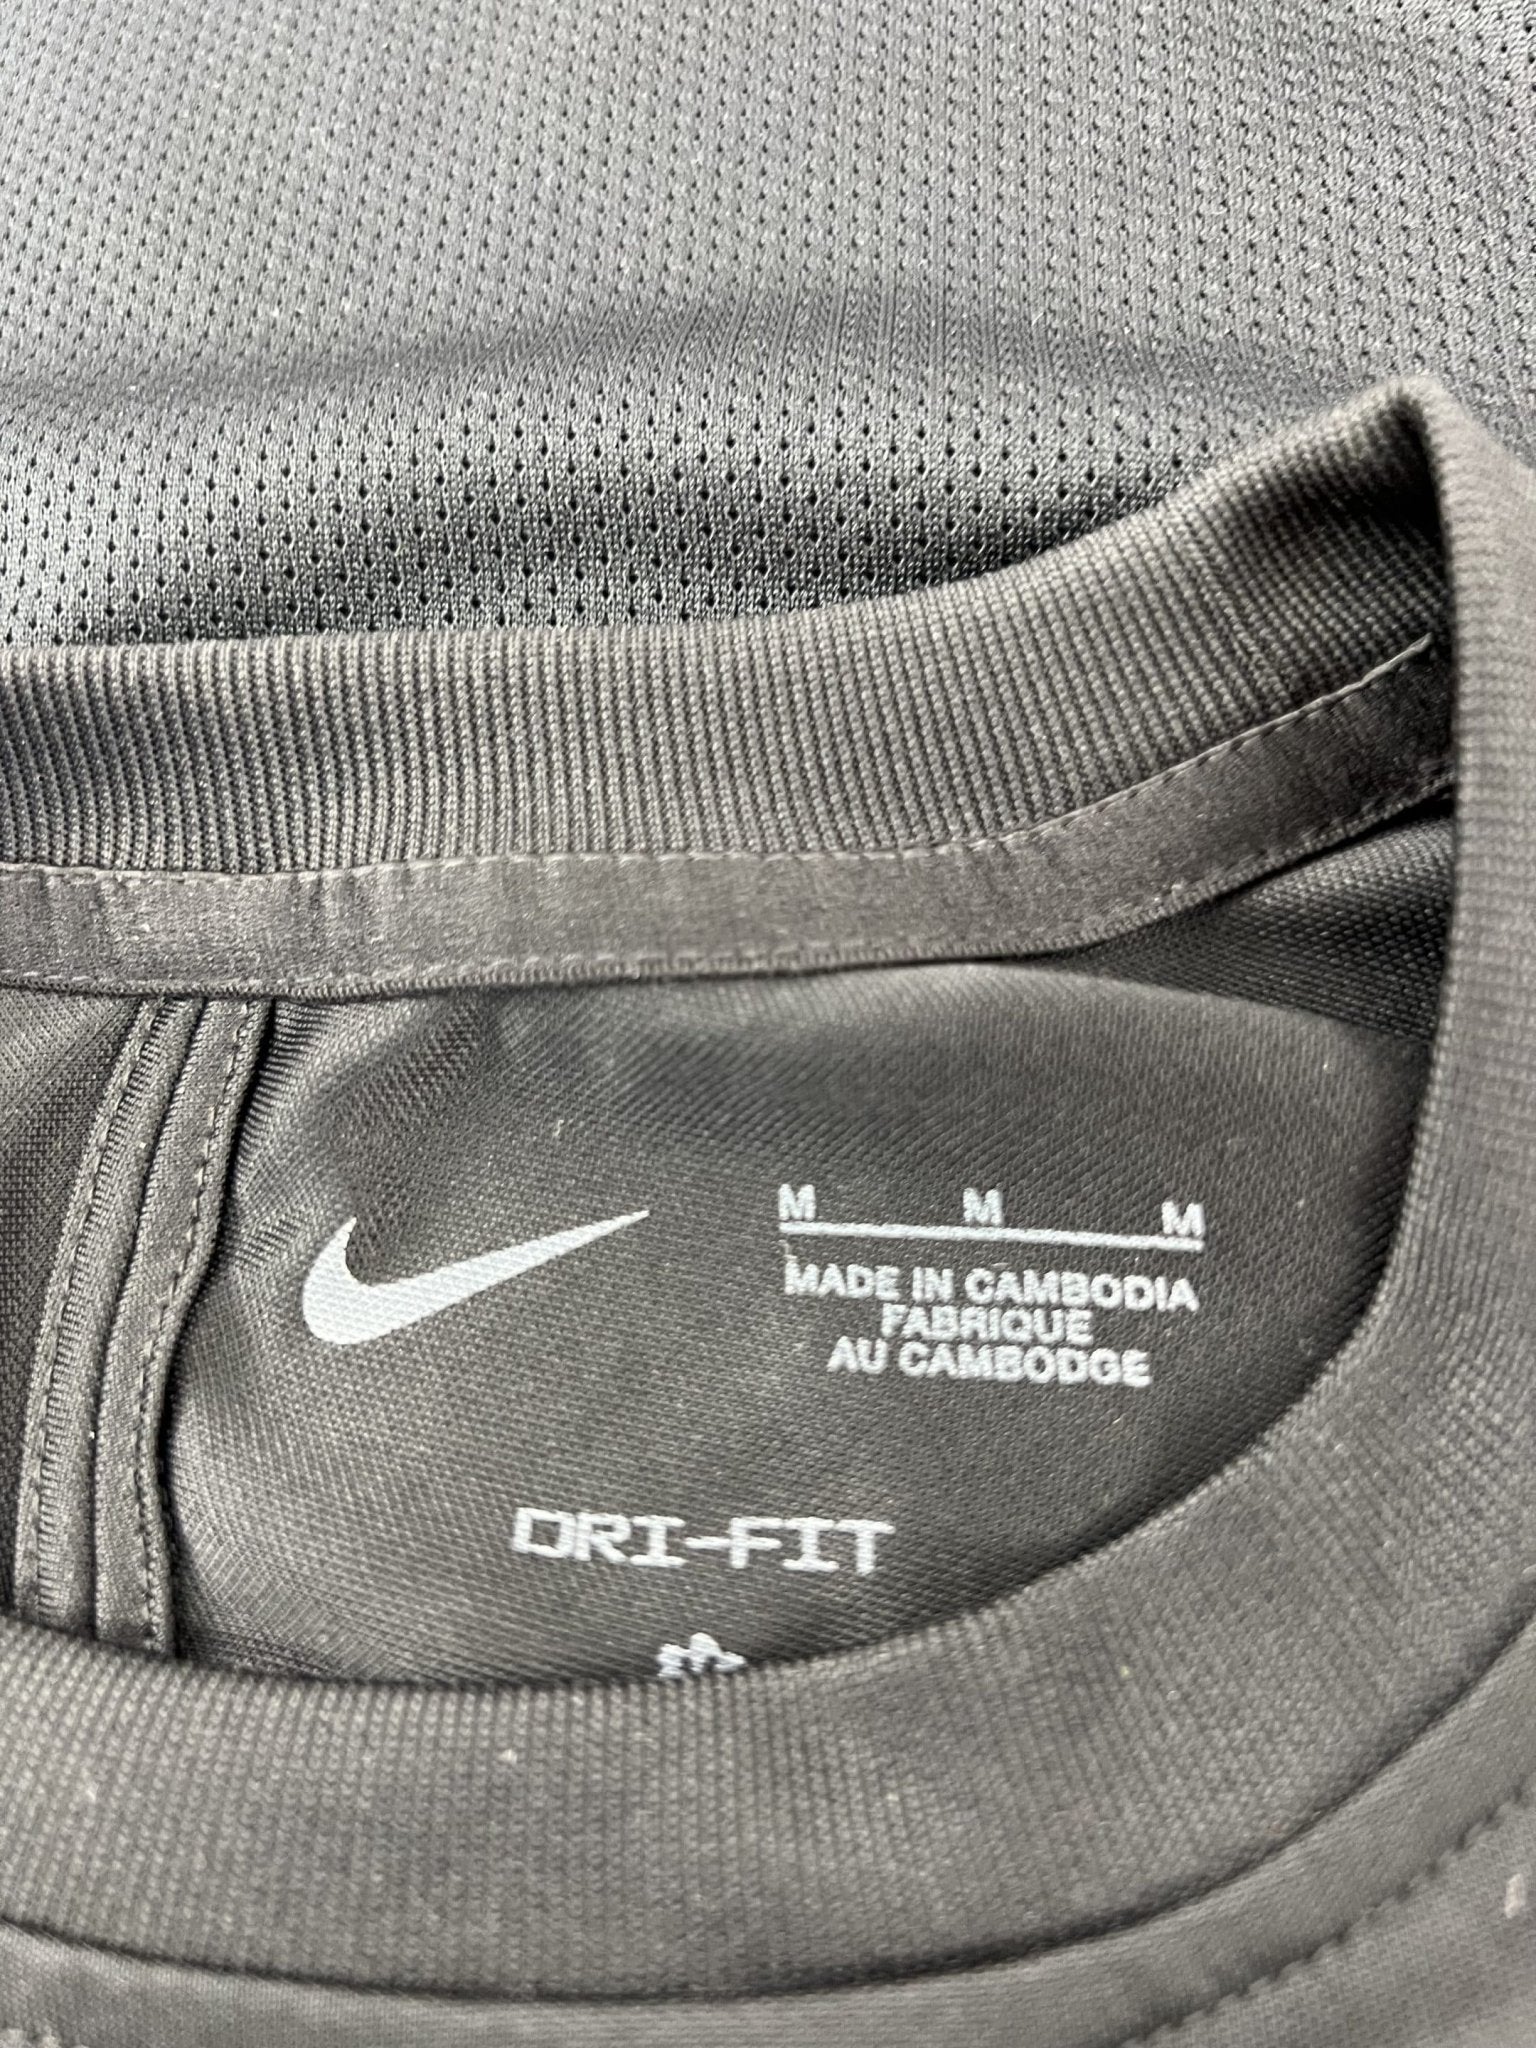 M M M
MADE IN CAMBODIA
FABRIQUE
AU CAMBODGE
DRI-FIT